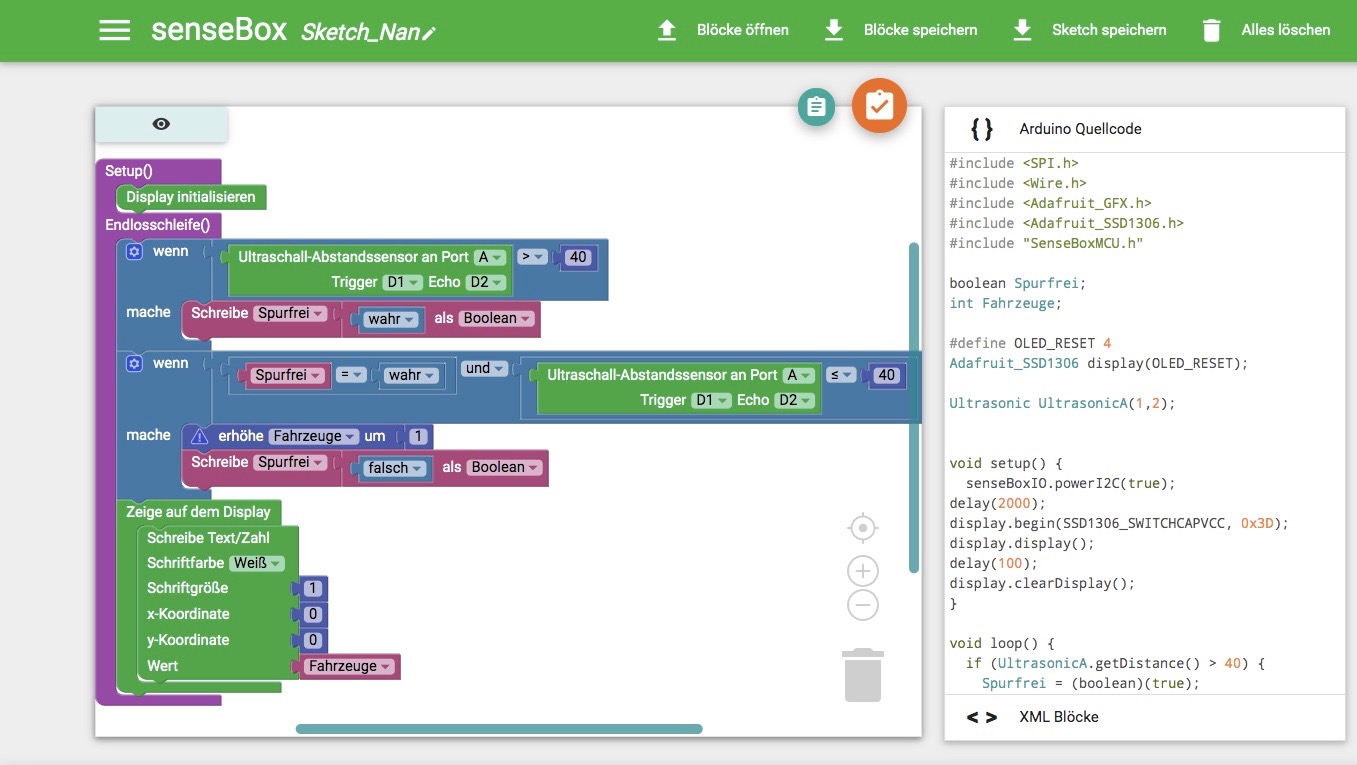 senseBox Sketch_Nan Blöcke öffnen Blöcke speichern Sketch speichern Alles löschen
Setup()
Display initialisieren
Endlosschleife()
wenn Ultraschall-Abstandssensor an Port A > 40
Trigger D1 Echo D2
mache Schreibe Spurfrei wahr als Boolean
wenn Spurfrei = wahr und Ultraschall-Abstandssensor an Port A ≤ 40
Trigger D1 Echo D2
mache erhöhe Fahrzeuge um 1
Schreibe Spurfrei falsch als Boolean
Zeige auf dem Display
Schreibe Text/Zahl
Schriftfarbe Weiß
Schriftgröße 1
x-Koordinate 0
y-Koordinate 0
Wert Fahrzeuge
{} Arduino Quellcode
#include <SPI.h>
#include <Wire.h>
#include <Adafruit_GFX.h>
#include <Adafruit_SSD1306.h>
#include "SenseBoxMCU.h"
boolean Spurfrei;
int Fahrzeuge;
#define OLED_RESET 4
Adafruit_SSD1306 display(OLED_RESET);
Ultrasonic UltrasonicA(1,2);
void setup() {
senseBoxIO.powerI2C(true);
delay(2000);
display.begin(SSD1306_SWITCHCAPVCC, 0x3D);
display.display();
delay(100);
display.clearDisplay();
}
void loop() {
if (UltrasonicA.getDistance() > 40) {
Spurfrei = (boolean)(true);
< > XML Blöcke